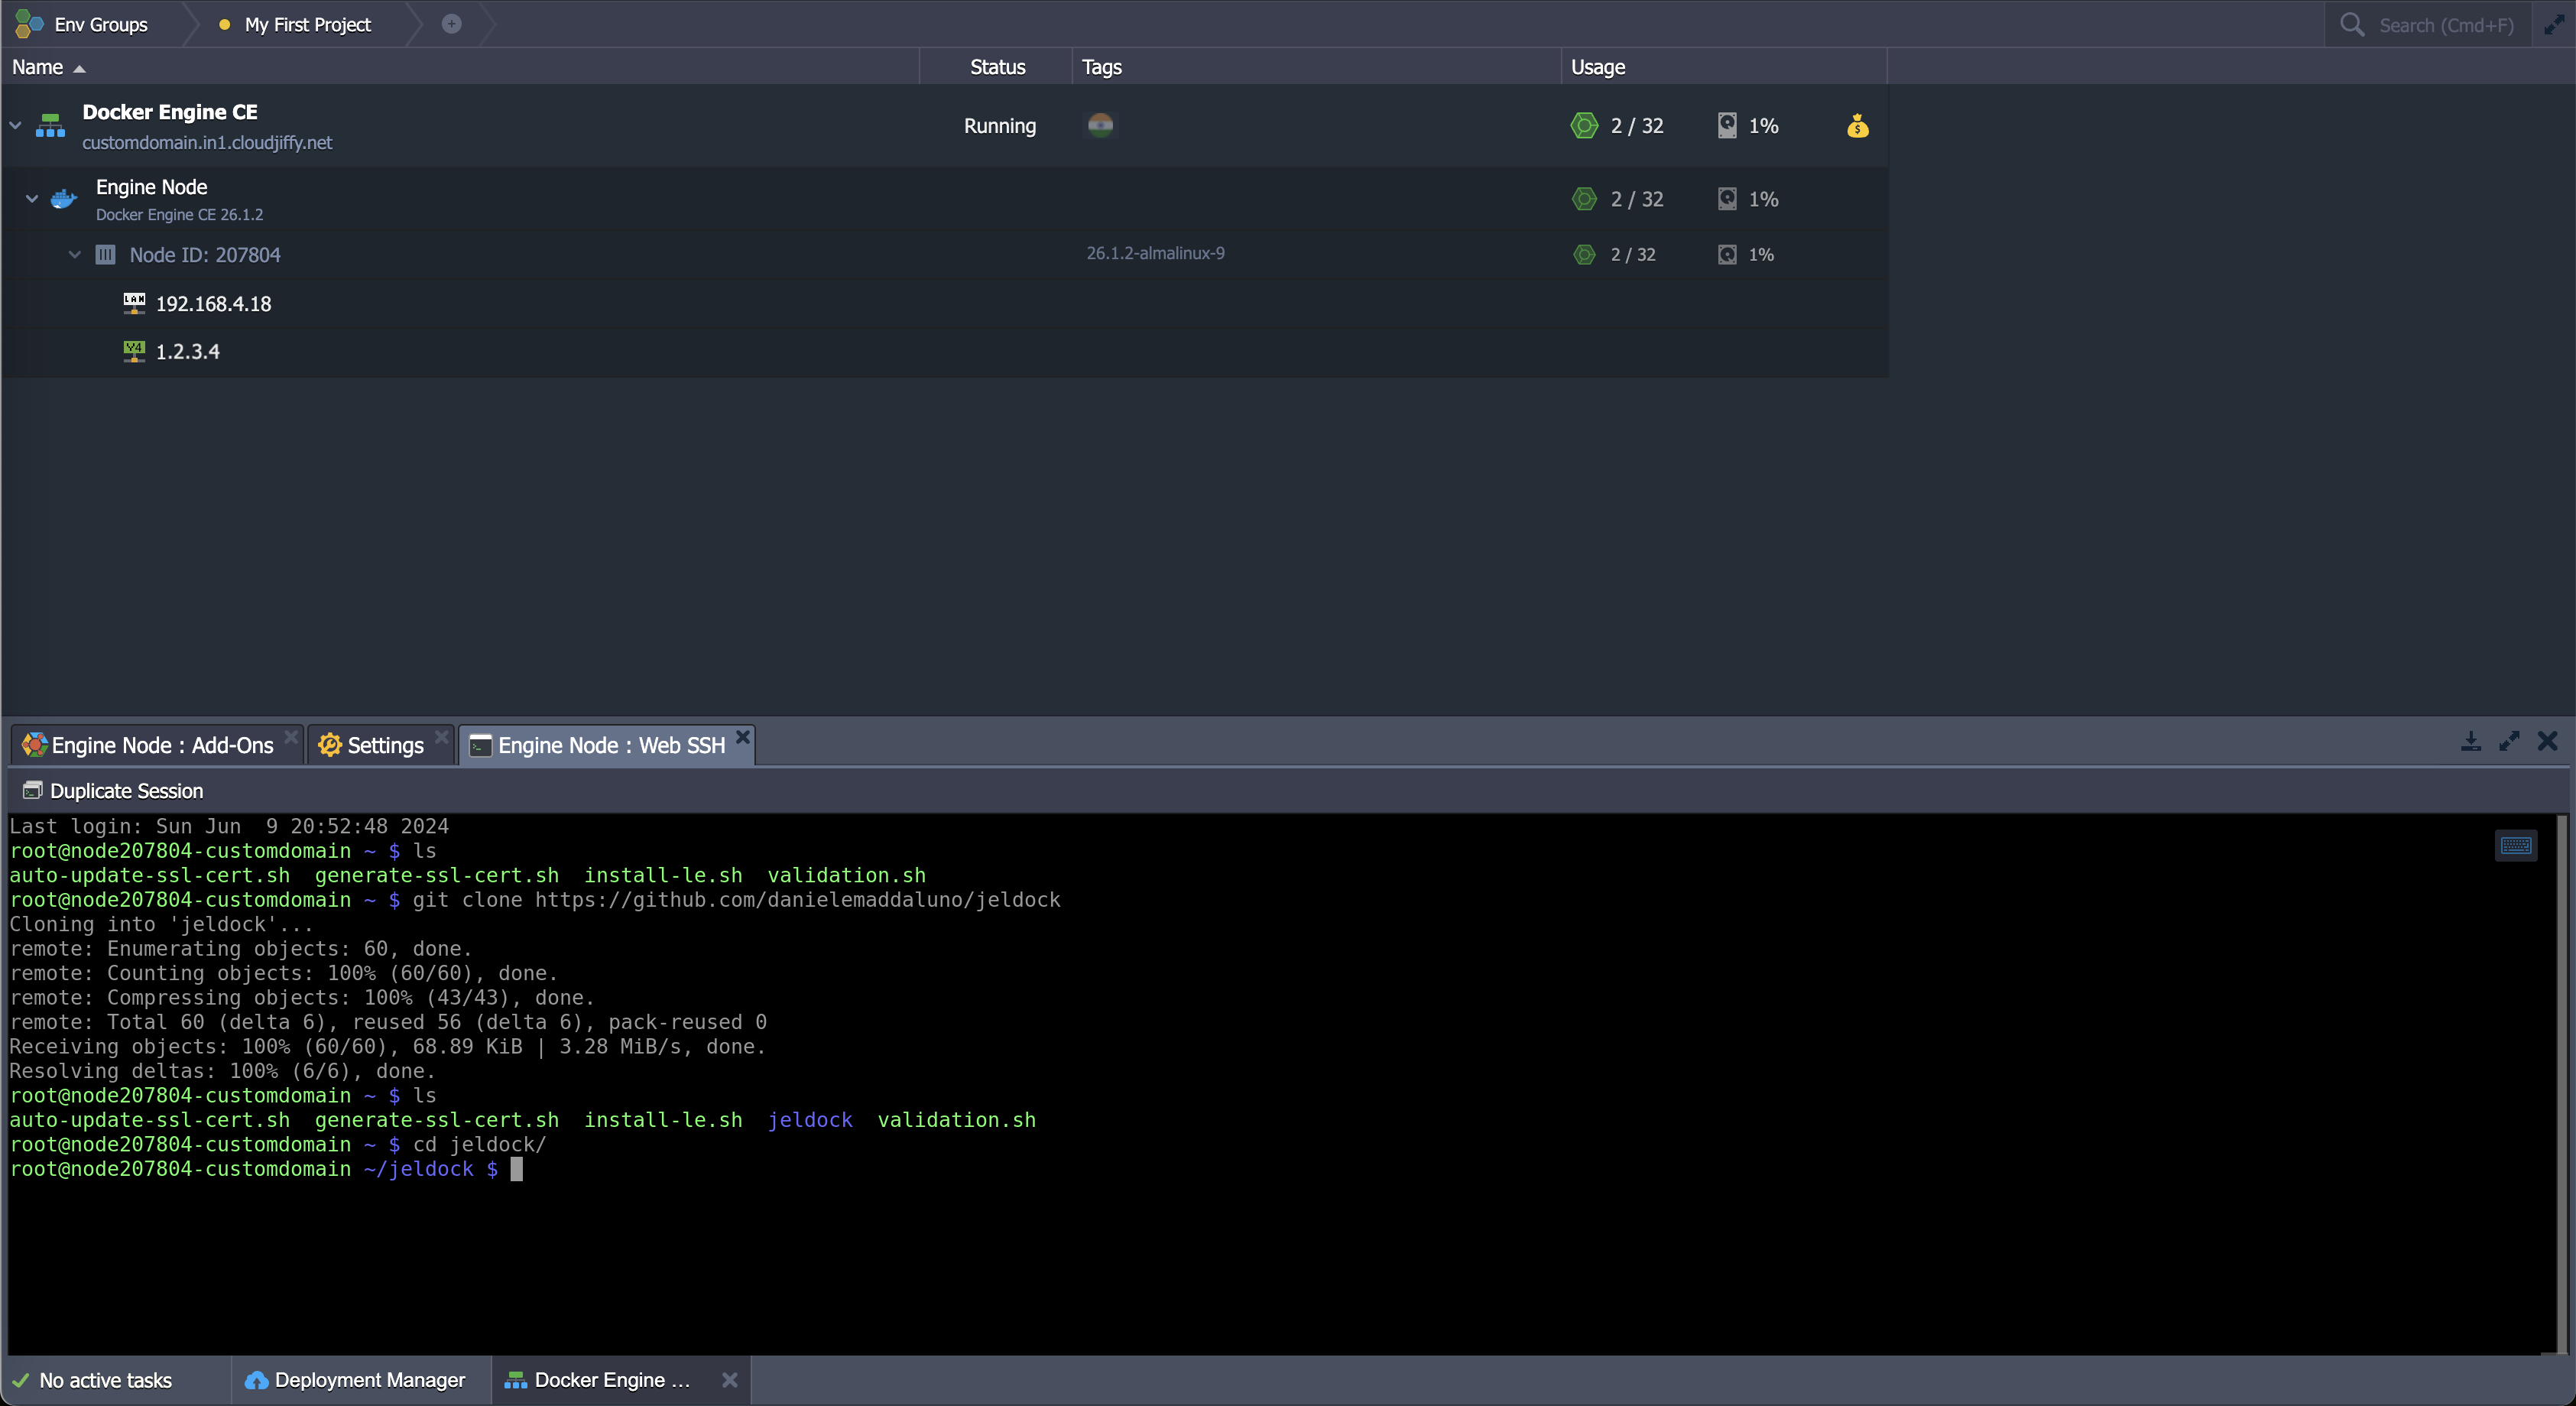 Env Groups My First Project Search (Cmd+F)
Name Status Tags Usage
Docker Engine CE
customdomain.in1.cloudjiffy.net
Running 2 / 32 1%
Engine Node
Docker Engine CE 26.1.2
2 / 32 1%
Node ID: 207804 26.1.2-almalinux-9 2 / 32 1%
LAN 192.168.4.18
V4 1.2.3.4
Engine Node : Add-Ons Settings Engine Node : Web SSH
Duplicate Session
Last login: Sun Jun  9 20:52:48 2024
root@node207804-customdomain ~ $ ls
auto-update-ssl-cert.sh  generate-ssl-cert.sh  install-le.sh  validation.sh
root@node207804-customdomain ~ $ git clone https://github.com/danielemaddaluno/jeldock
Cloning into 'jeldock'...
remote: Enumerating objects: 60, done.
remote: Counting objects: 100% (60/60), done.
remote: Compressing objects: 100% (43/43), done.
remote: Total 60 (delta 6), reused 56 (delta 6), pack-reused 0
Receiving objects: 100% (60/60), 68.89 KiB | 3.28 MiB/s, done.
Resolving deltas: 100% (6/6), done.
root@node207804-customdomain ~ $ ls
auto-update-ssl-cert.sh  generate-ssl-cert.sh  install-le.sh  jeldock  validation.sh
root@node207804-customdomain ~ $ cd jeldock/
root@node207804-customdomain ~/jeldock $
No active tasks Deployment Manager Docker Engine ...